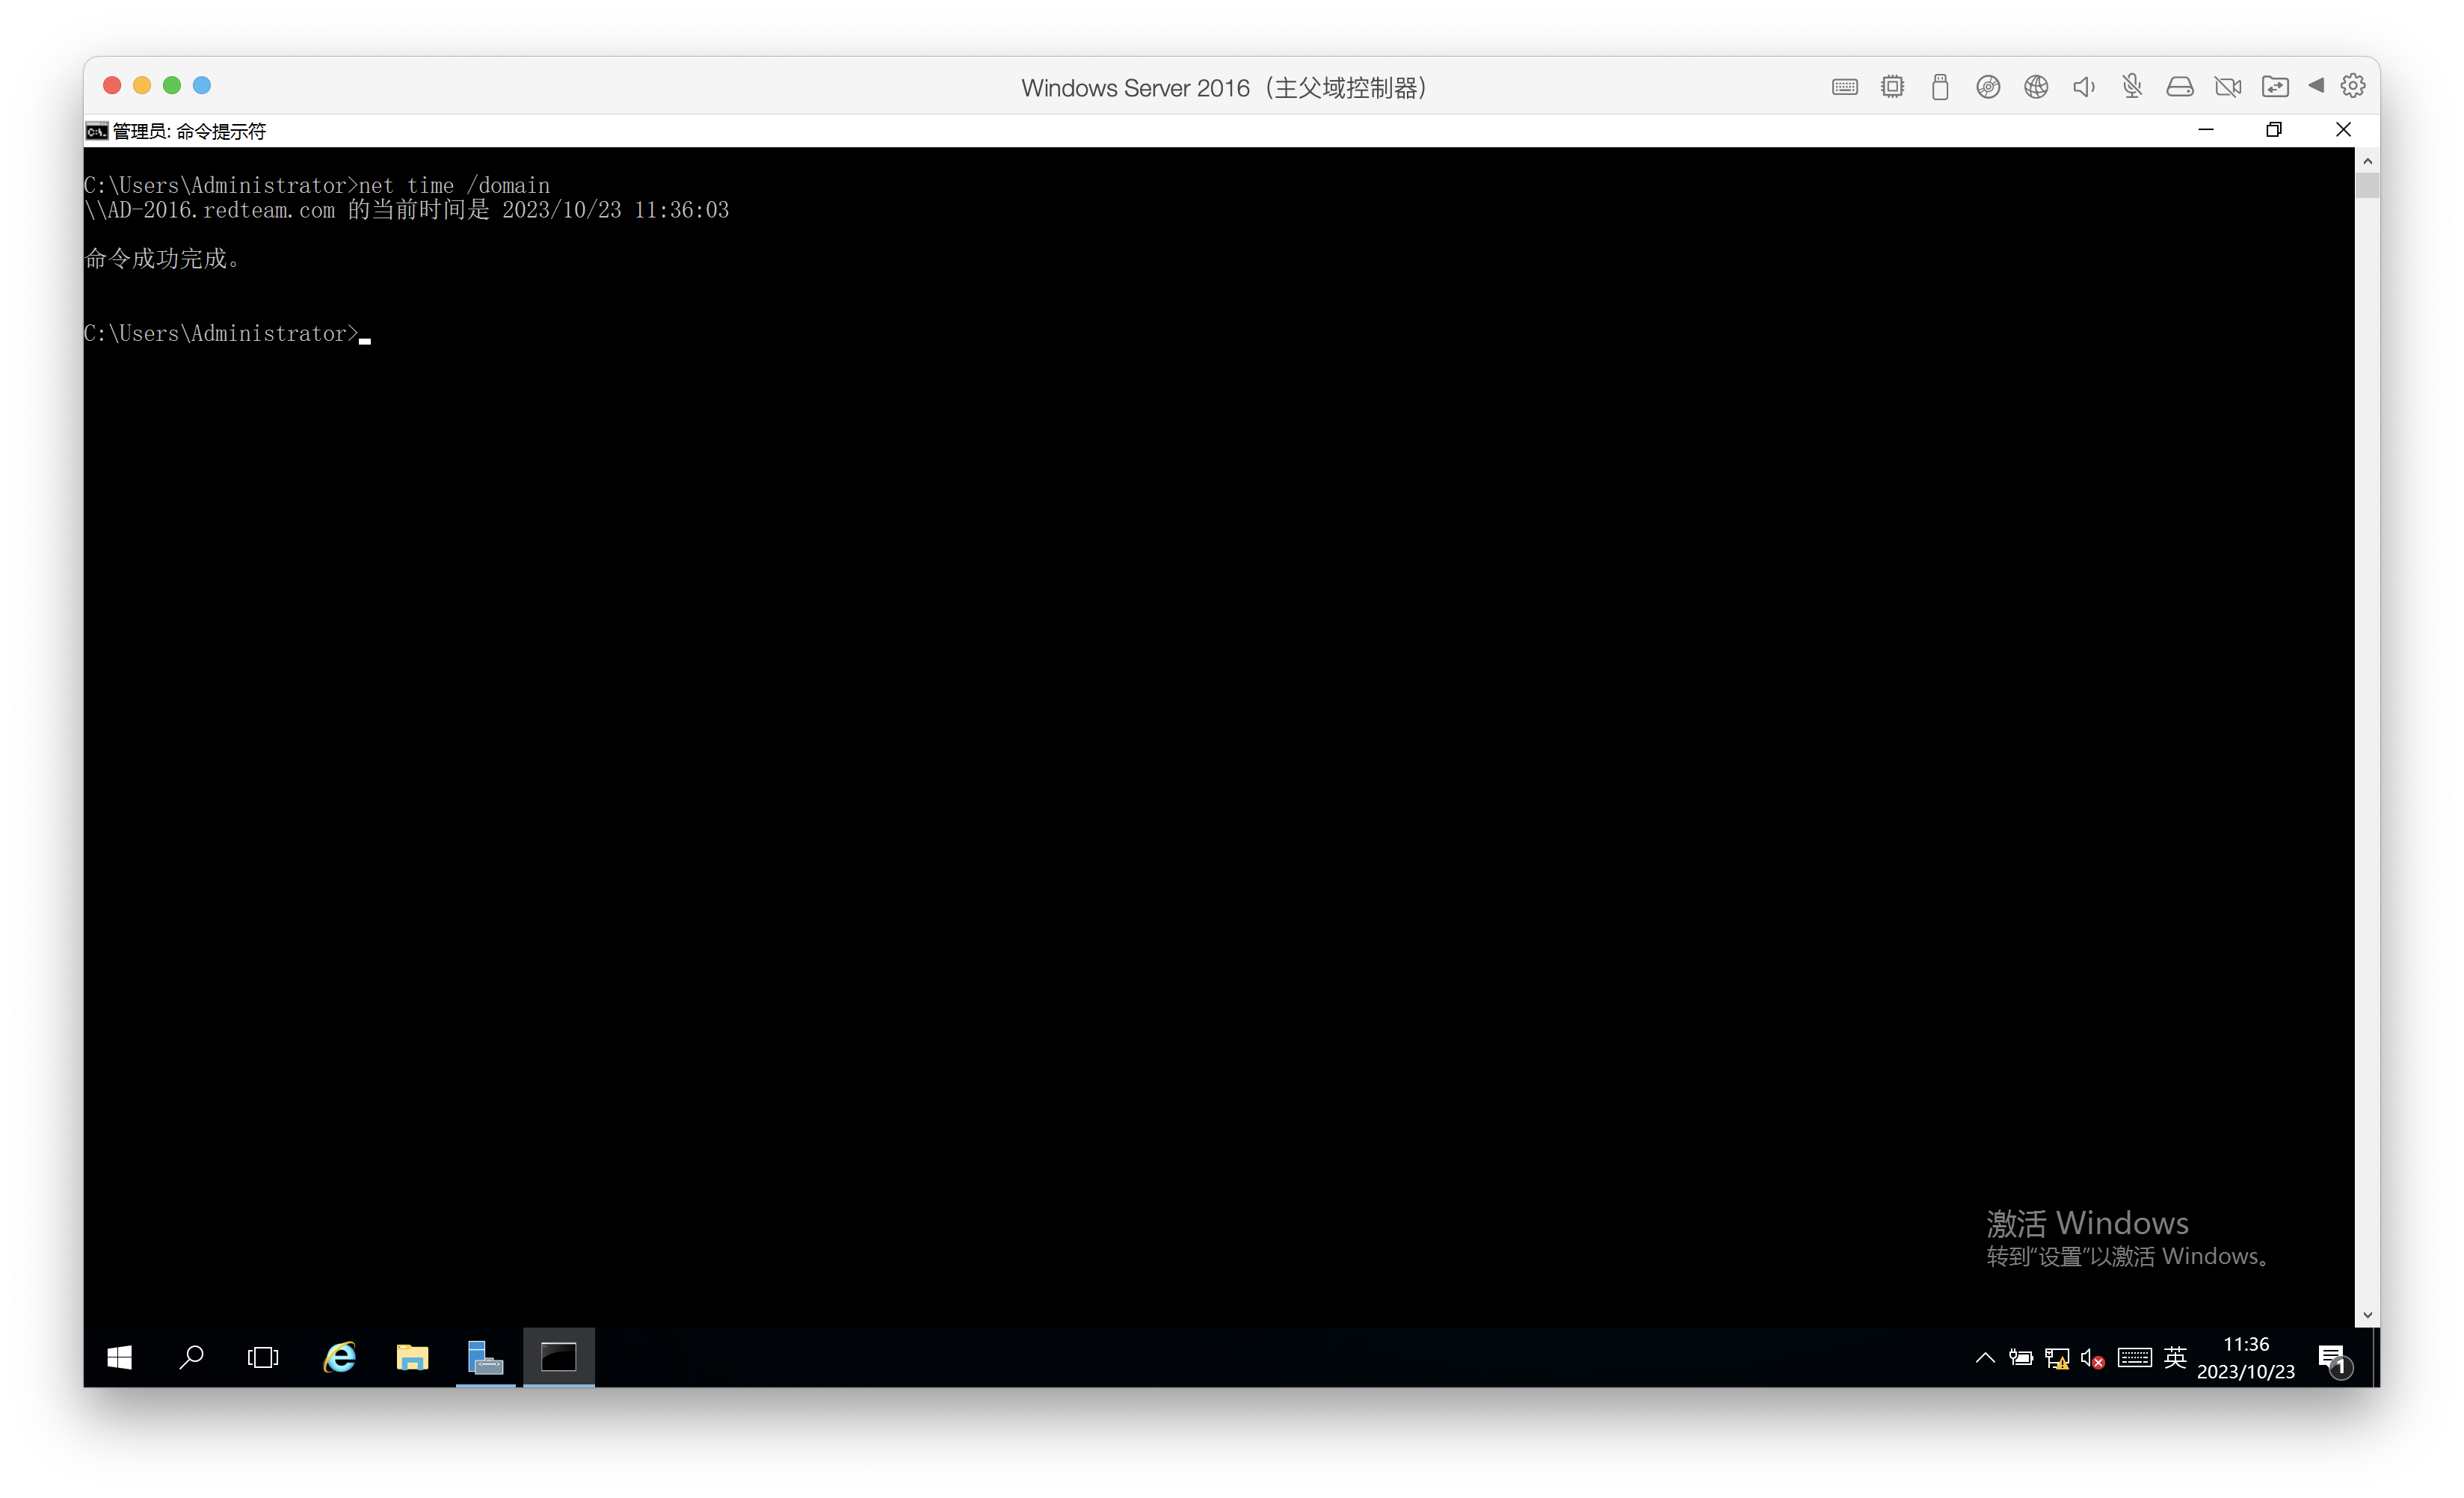 Windows Server 2016（主父域控制器）
管理员: 命令提示符
C:\Users\Administrator>net time /domain
\\AD-2016.redteam.com 的当前时间是 2023/10/23 11:36:03
命令成功完成。
C:\Users\Administrator>
激活 Windows
转到“设置”以激活 Windows。
英
11:36
2023/10/23
1